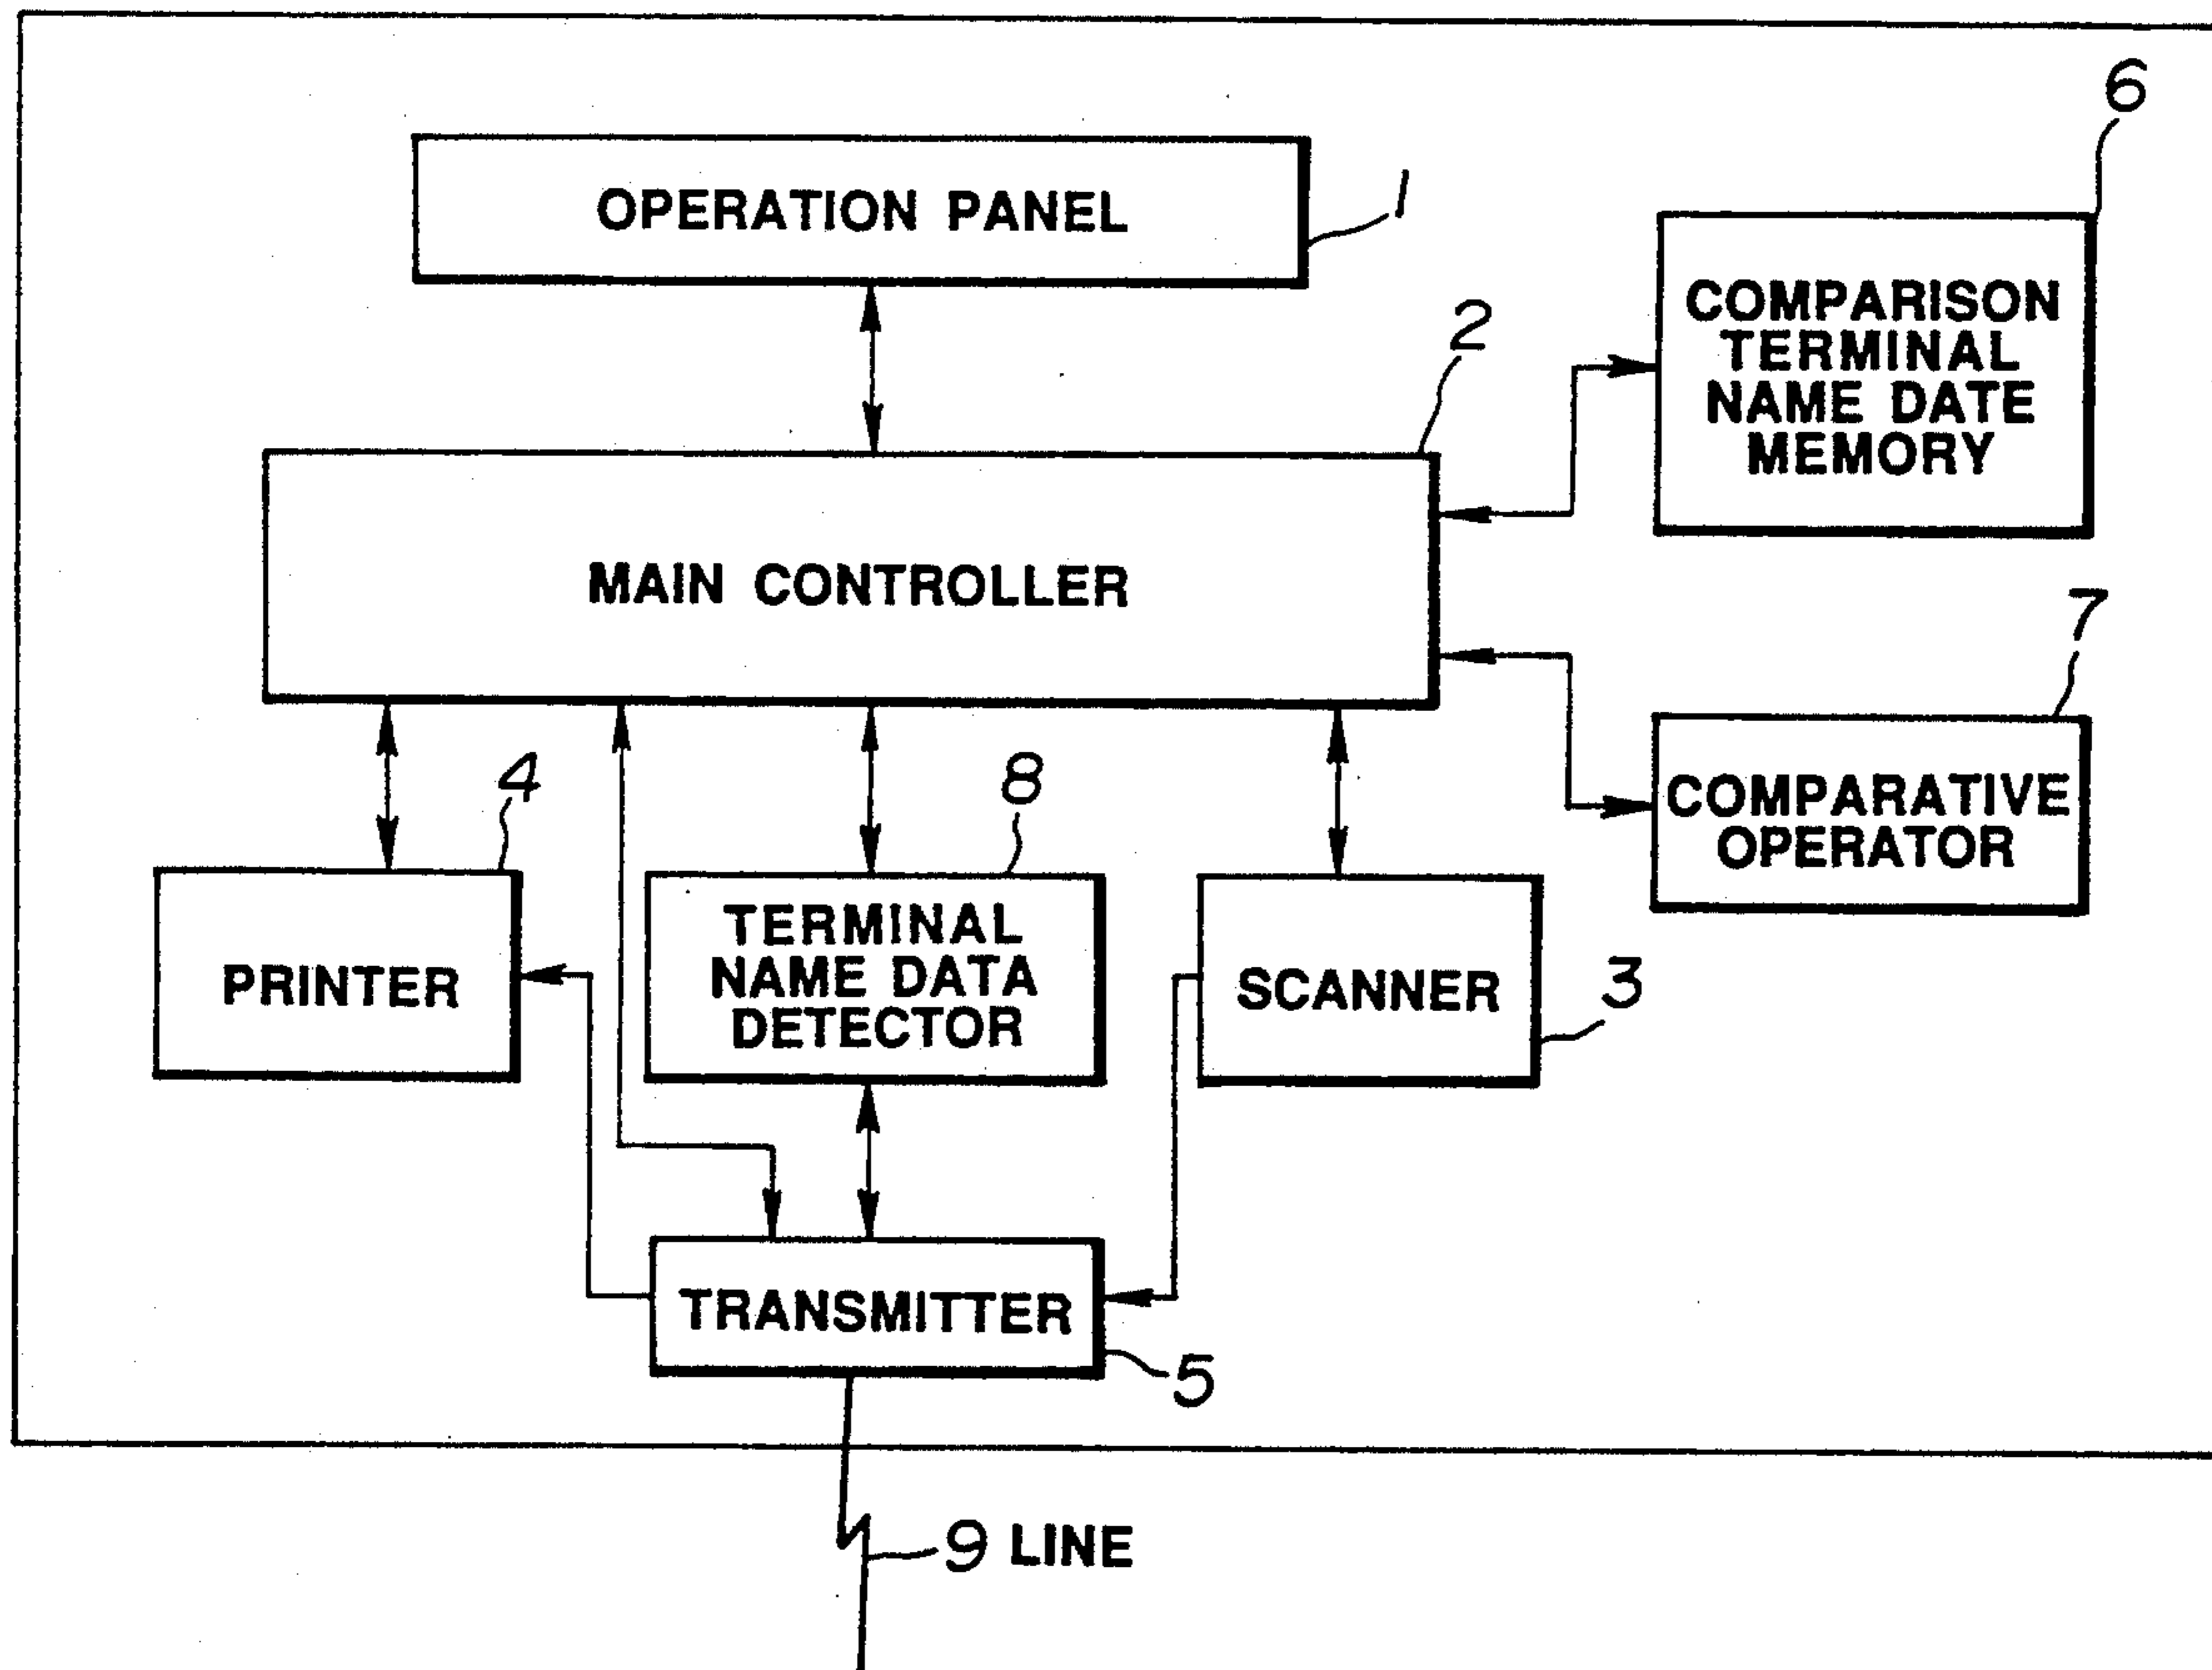 OPERATION PANEL
1
6
COMPARISON
TERMINAL
NAME DATE
MEMORY
2
MAIN CONTROLLER
7
COMPARATIVE
OPERATOR
4
PRINTER
8
TERMINAL
NAME DATA
DETECTOR
SCANNER
3
TRANSMITTER
5
9 LINE